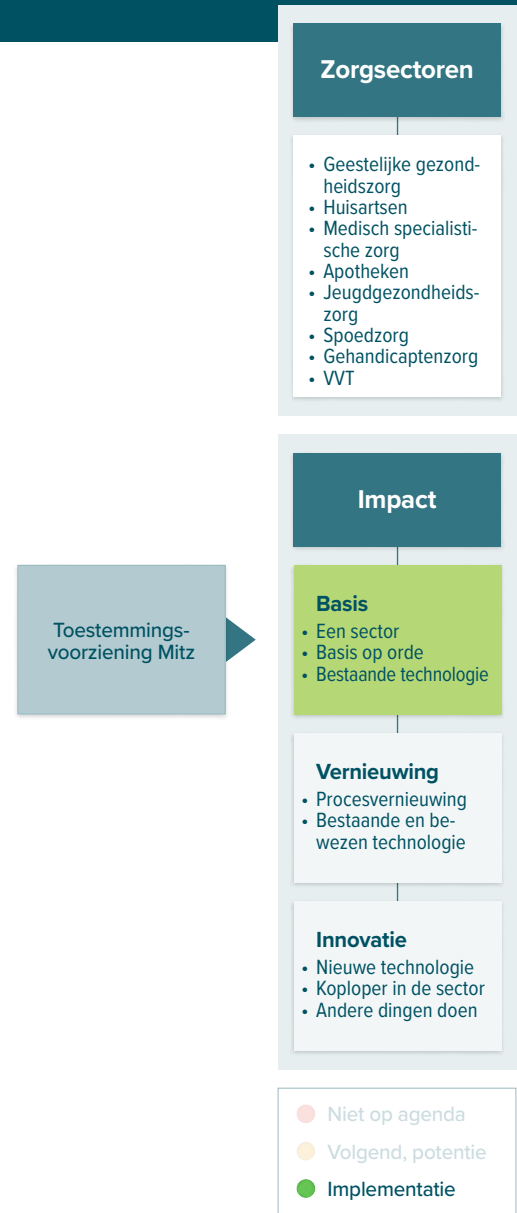 Zorgsectoren
• Geestelijke gezond-
heidszorg
• Huisartsen
• Medisch specialisti-
sche zorg
• Apotheken
• Jeugdgezondheids-
zorg
• Spoedzorg
• Gehandicaptenzorg
• VVT
Impact
Toestemmings-
voorziening Mitz
Basis
• Een sector
• Basis op orde
• Bestaande technologie
Vernieuwing
• Procesvernieuwing
• Bestaande en be-
wezen technologie
Innovatie
• Nieuwe technologie
• Koploper in de sector
• Andere dingen doen
Niet op agenda
Volgend, potentie
Implementatie